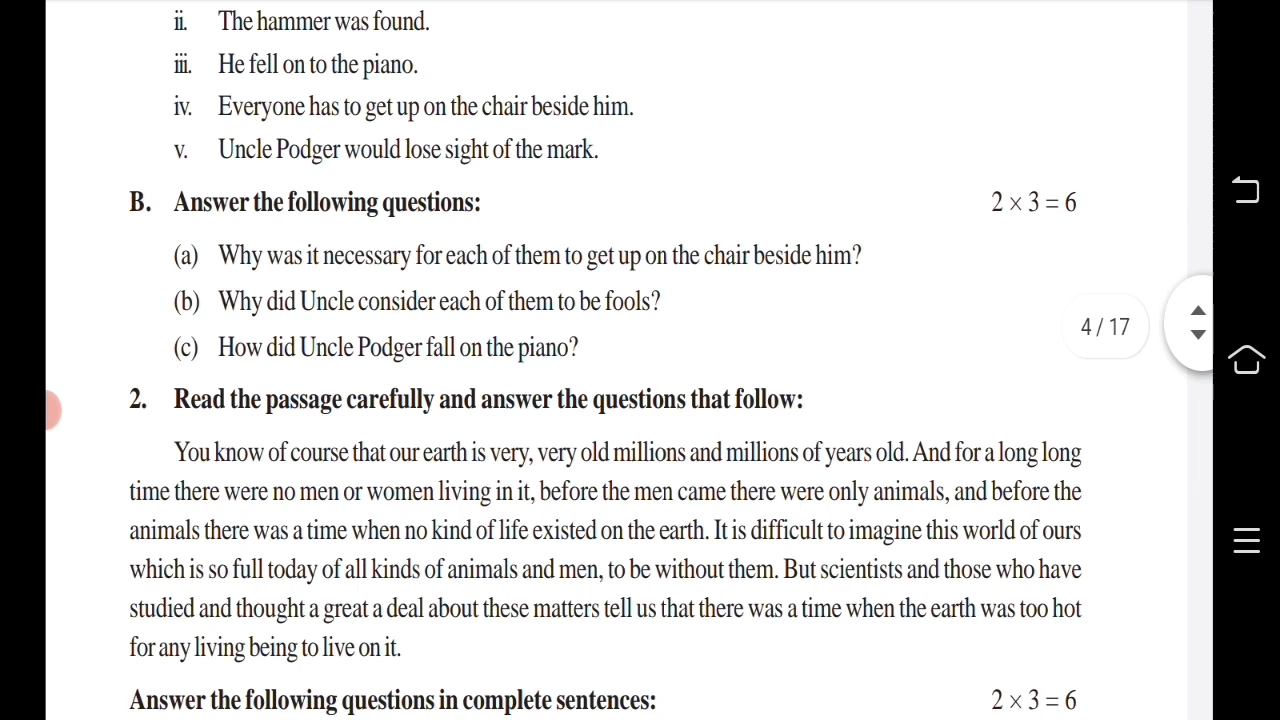 ii. The hammer was found.
iii. He fell on to the piano.
iv. Everyone has to get up on the chair beside him.
v. Uncle Podger would lose sight of the mark.
B. Answer the following questions: 2 × 3 = 6
(a) Why was it necessary for each of them to get up on the chair beside him?
(b) Why did Uncle consider each of them to be fools?
(c) How did Uncle Podger fall on the piano?
4 / 17
2. Read the passage carefully and answer the questions that follow:
You know of course that our earth is very, very old millions and millions of years old. And for a long long
time there were no men or women living in it, before the men came there were only animals, and before the
animals there was a time when no kind of life existed on the earth. It is difficult to imagine this world of ours
which is so full today of all kinds of animals and men, to be without them. But scientists and those who have
studied and thought a great a deal about these matters tell us that there was a time when the earth was too hot
for any living being to live on it.
Answer the following questions in complete sentences: 2 × 3 = 6